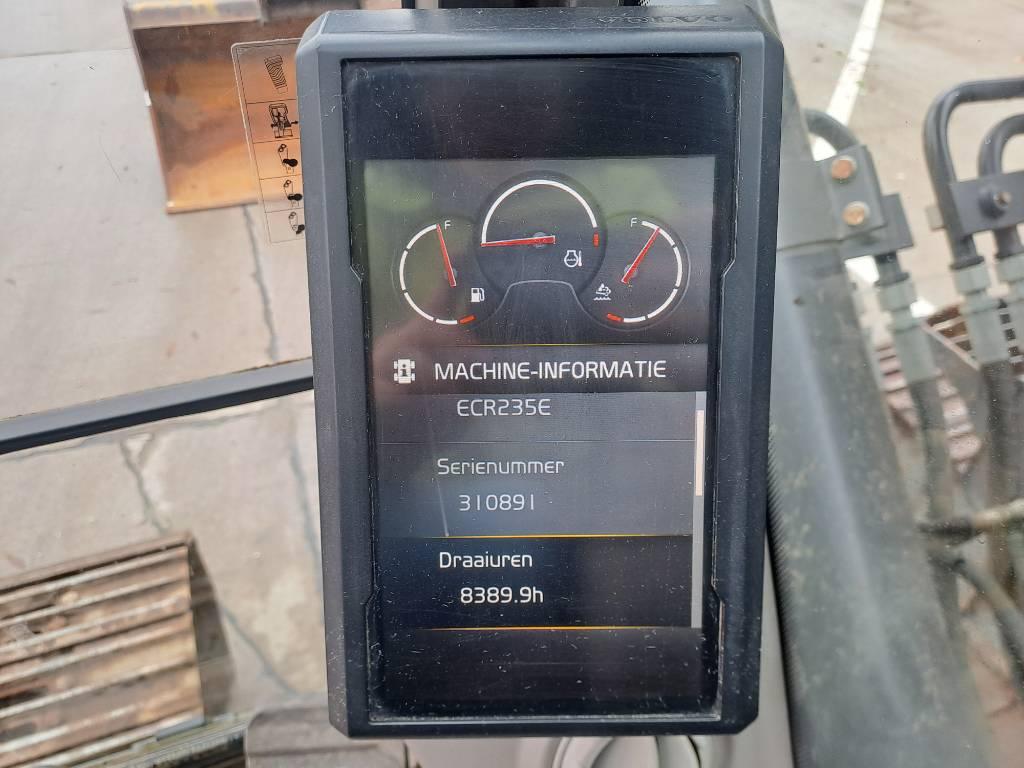 F
F
MACHINE-INFORMATIE
ECR235E
Serienummer
310891
Draaiuren
8389.9h